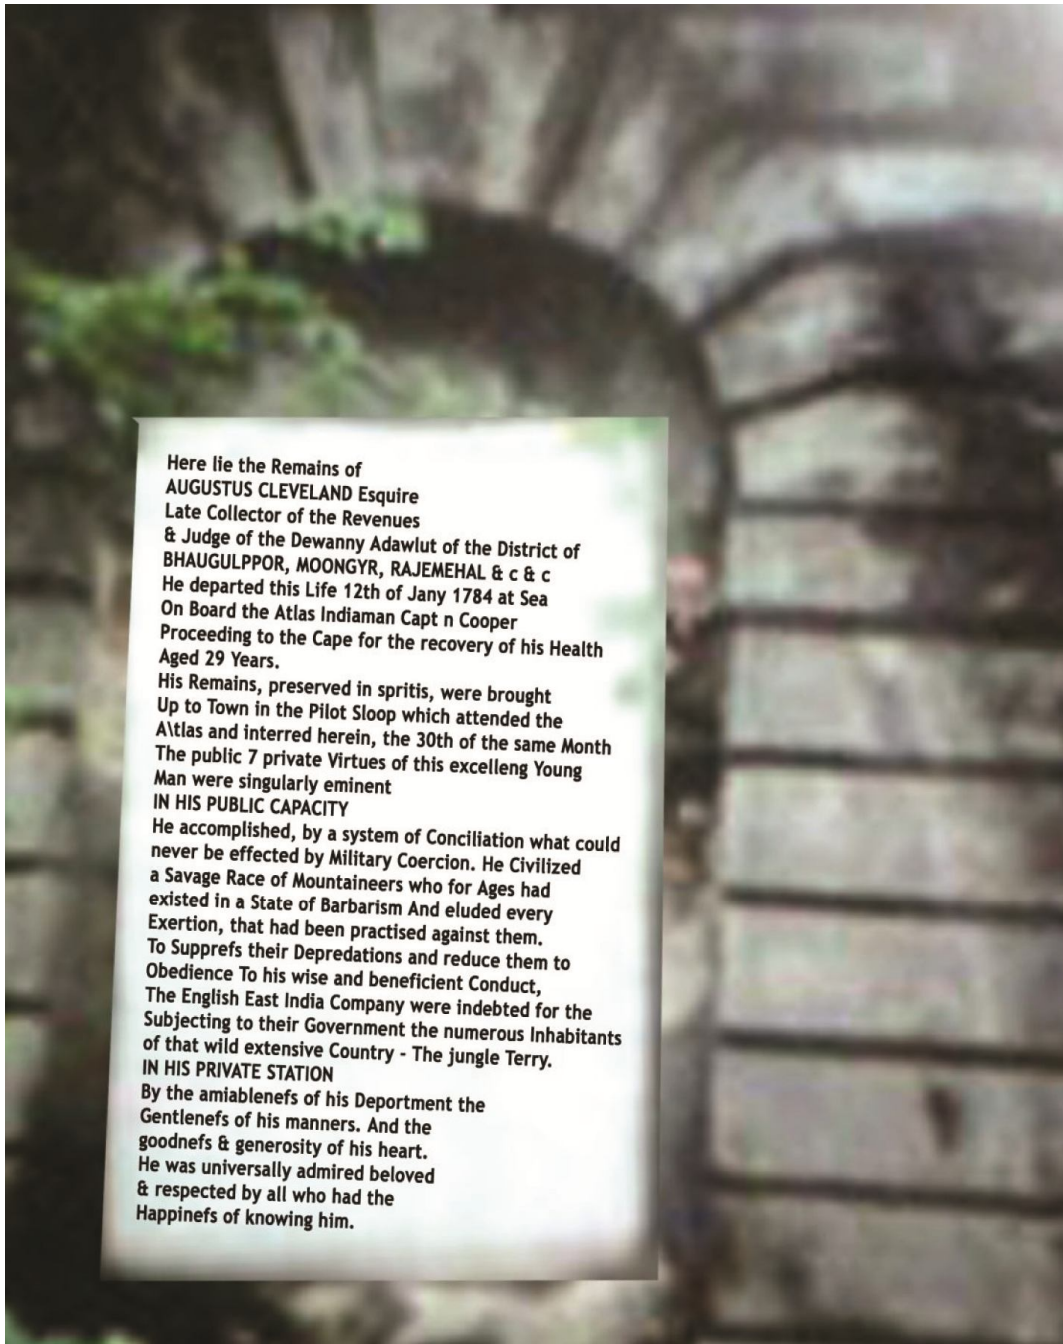 Here lie the Remains of
AUGUSTUS CLEVELAND Esquire
Late Collector of the Revenues
& Judge of the Dewanny Adawlut of the District of
BHAUGULPPOR, MOONGYR, RAJEMEHAL & c & c
He departed this Life 12th of Jany 1784 at Sea
On Board the Atlas Indiaman Capt n Cooper
Proceeding to the Cape for the recovery of his Health
Aged 29 Years.
His Remains, preserved in spritis, were brought
Up to Town in the Pilot Sloop which attended the
A\tlas and interred herein, the 30th of the same Month
The public 7 private Virtues of this excelleng Young
Man were singularly eminent
IN HIS PUBLIC CAPACITY
He accomplished, by a system of Conciliation what could
never be effected by Military Coercion. He Civilized
a Savage Race of Mountaineers who for Ages had
existed in a State of Barbarism And eluded every
Exertion, that had been practised against them.
To Supprefs their Depredations and reduce them to
Obedience To his wise and beneficient Conduct,
The English East India Company were indebted for the
Subjecting to their Government the numerous Inhabitants
of that wild extensive Country - The jungle Terry.
IN HIS PRIVATE STATION
By the amiablenefs of his Deportment the
Gentlenefs of his manners. And the
goodnefs & generosity of his heart.
He was universally admired beloved
& respected by all who had the
Happinefs of knowing him.